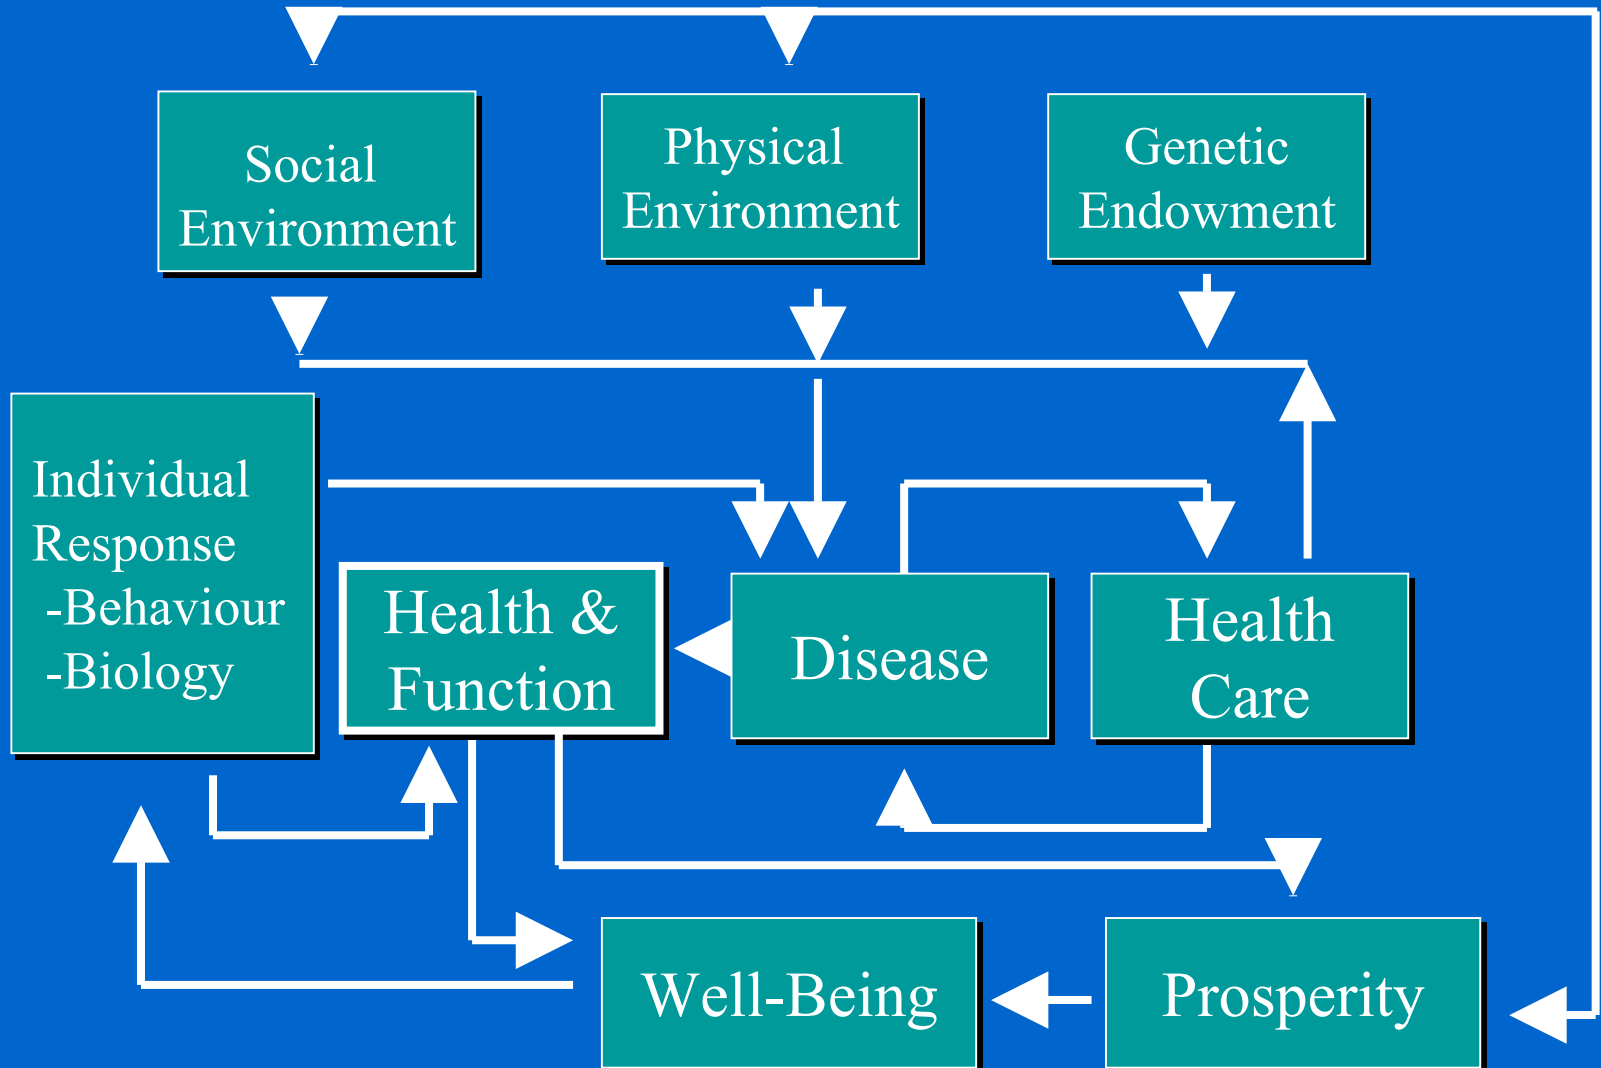 Social
Environment
Physical
Environment
Genetic
Endowment
Individual
Response
-Behaviour
-Biology
Health &
Function
Disease
Health
Care
Well-Being
Prosperity